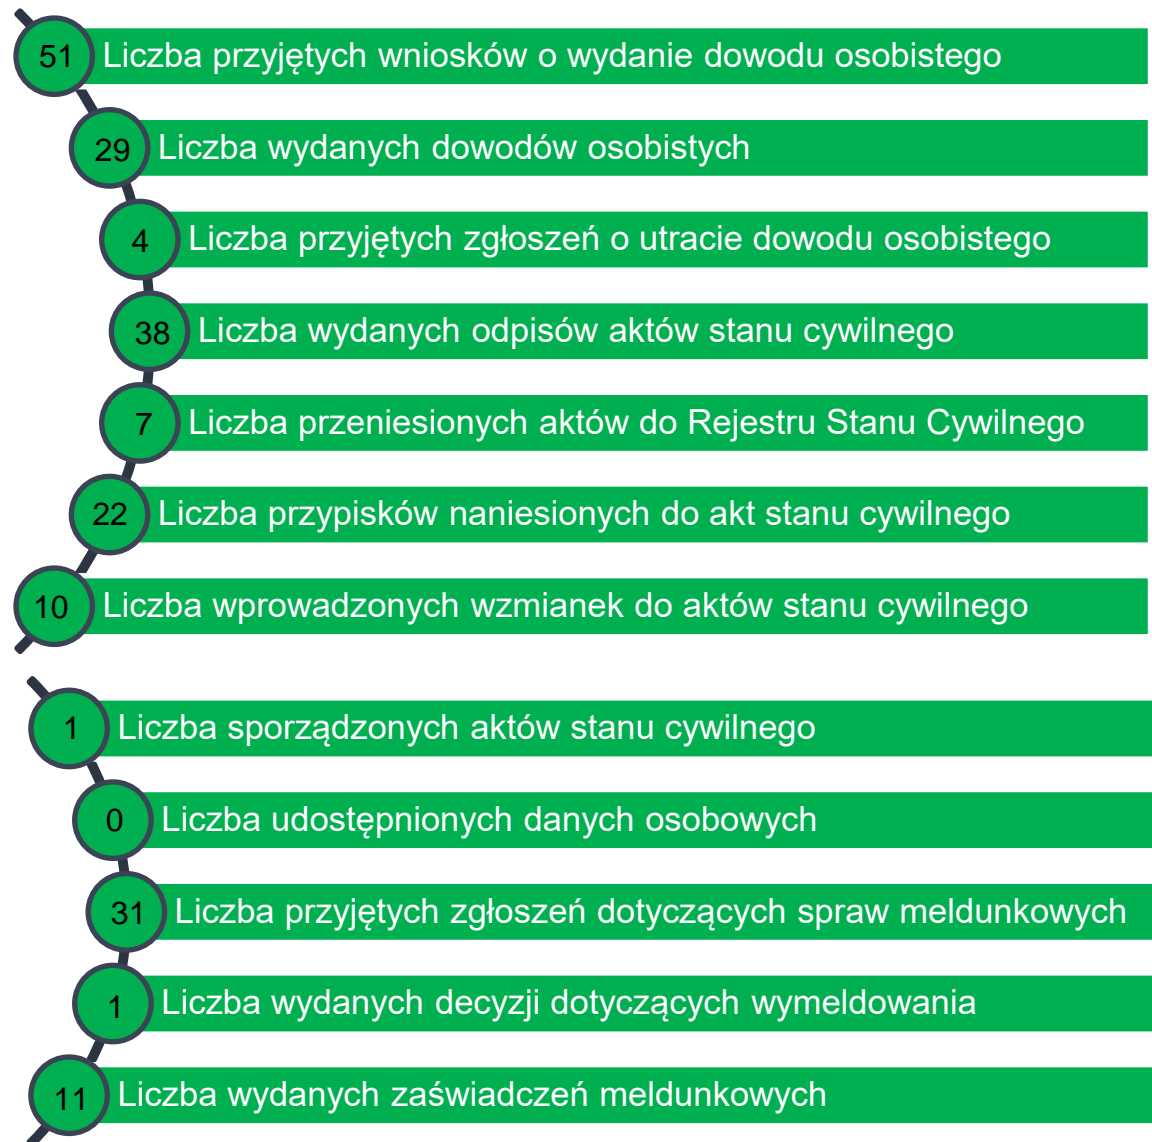 51 Liczba przyjętych wniosków o wydanie dowodu osobistego
29 Liczba wydanych dowodów osobistych
4 Liczba przyjętych zgłoszeń o utracie dowodu osobistego
38 Liczba wydanych odpisów aktów stanu cywilnego
7 Liczba przeniesionych aktów do Rejestru Stanu Cywilnego
22 Liczba przypisków naniesionych do akt stanu cywilnego
10 Liczba wprowadzonych wzmianek do aktów stanu cywilnego
1 Liczba sporządzonych aktów stanu cywilnego
0 Liczba udostępnionych danych osobowych
31 Liczba przyjętych zgłoszeń dotyczących spraw meldunkowych
1 Liczba wydanych decyzji dotyczących wymeldowania
11 Liczba wydanych zaświadczeń meldunkowych